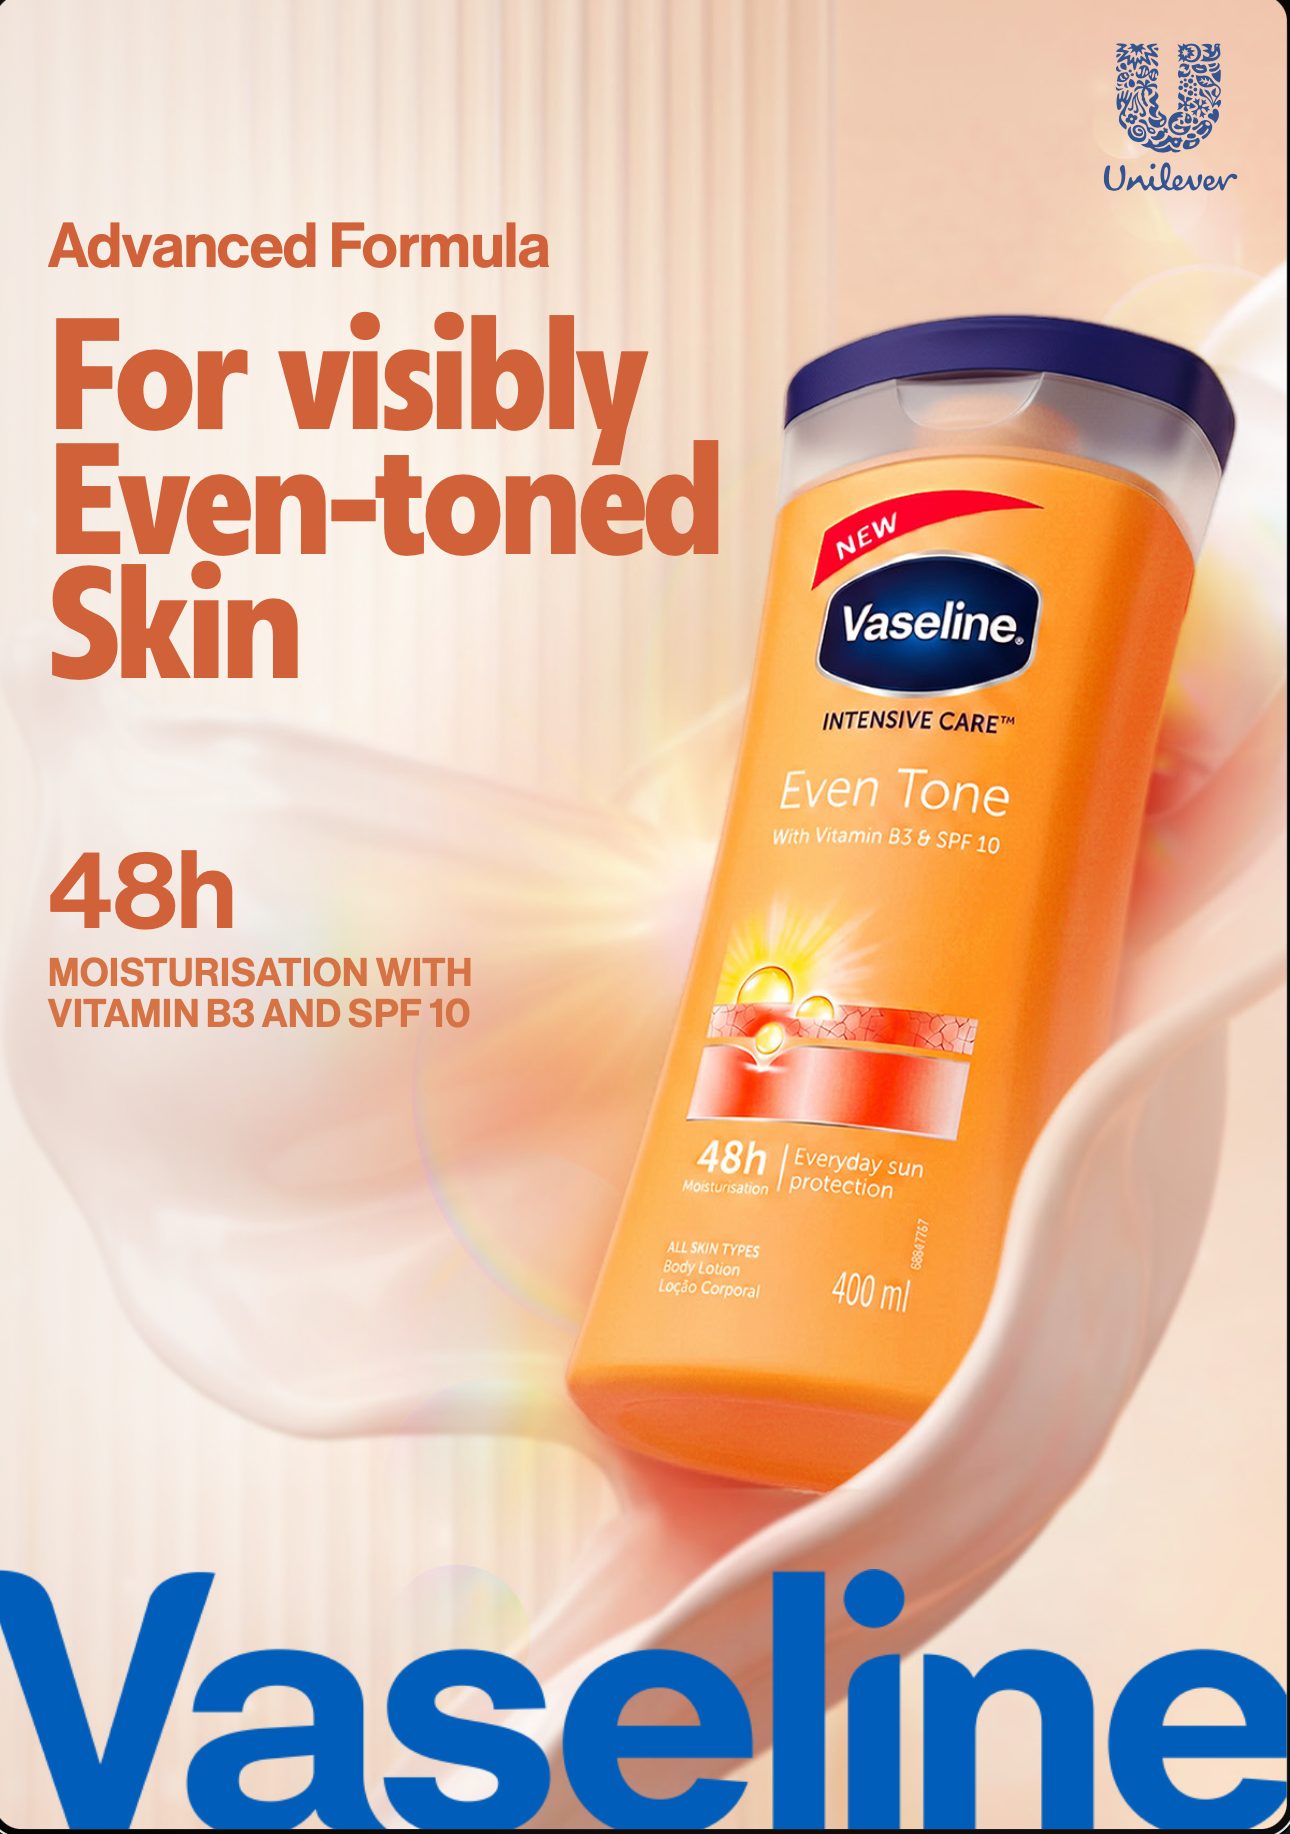 Unilever
Advanced Formula
For visibly
Even-toned
Skin
48h
MOISTURISATION WITH
VITAMIN B3 AND SPF 10
NEW
Vaseline®
INTENSIVE CARE™
Even Tone
With Vitamin B3 & SPF 10
48h
Moisturisation
Everyday sun
protection
ALL SKIN TYPES
Body Lotion
Loção Corporal
400 ml
68847767
Vaseline